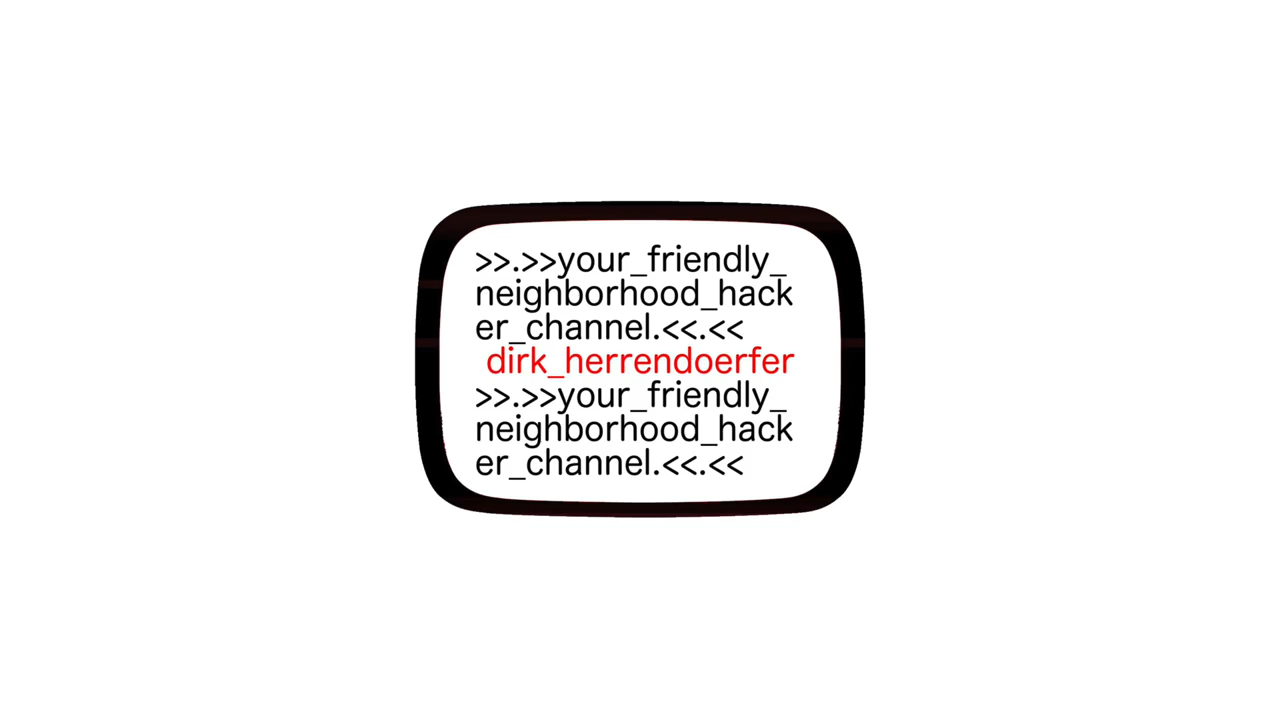 >>.>>your_friendly_
neighborhood_hack
er_channel.<<.<<
dirk_herrendoerfer
>>.>>your_friendly_
neighborhood_hack
er_channel.<<.<<